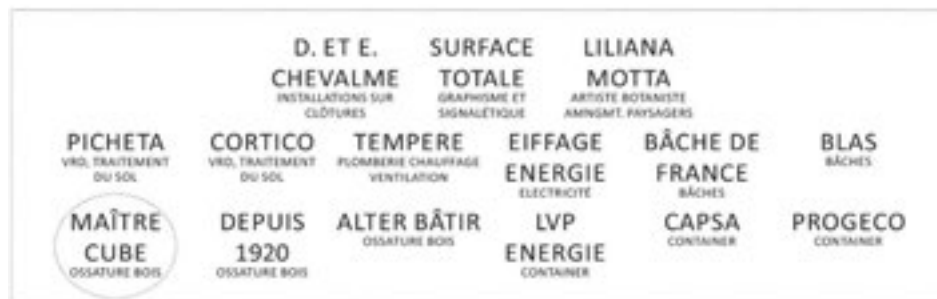 D. ET E. SURFACE LILIANA
CHEVALME TOTALE MOTTA
INSTALLATIONS SUR GRAPHISME ET ARTISTE BOTANISTE
CLÔTURES SIGNALÉTIQUE AMNGMT. PAYSAGERS
PICHETA CORTICO TEMPERE EIFFAGE BÂCHE DE BLAS
VRD, TRAITEMENT VRD, TRAITEMENT PLOMBERIE CHAUFFAGE ENERGIE FRANCE BÂCHES
DU SOL DU SOL VENTILATION ELECTRICITÉ BÂCHES
MAÎTRE DEPUIS ALTER BÂTIR LVP CAPSA PROGECO
CUBE 1920 OSSATURE BOIS ENERGIE CONTAINER CONTAINER
OSSATURE BOIS OSSATURE BOIS CONTAINER